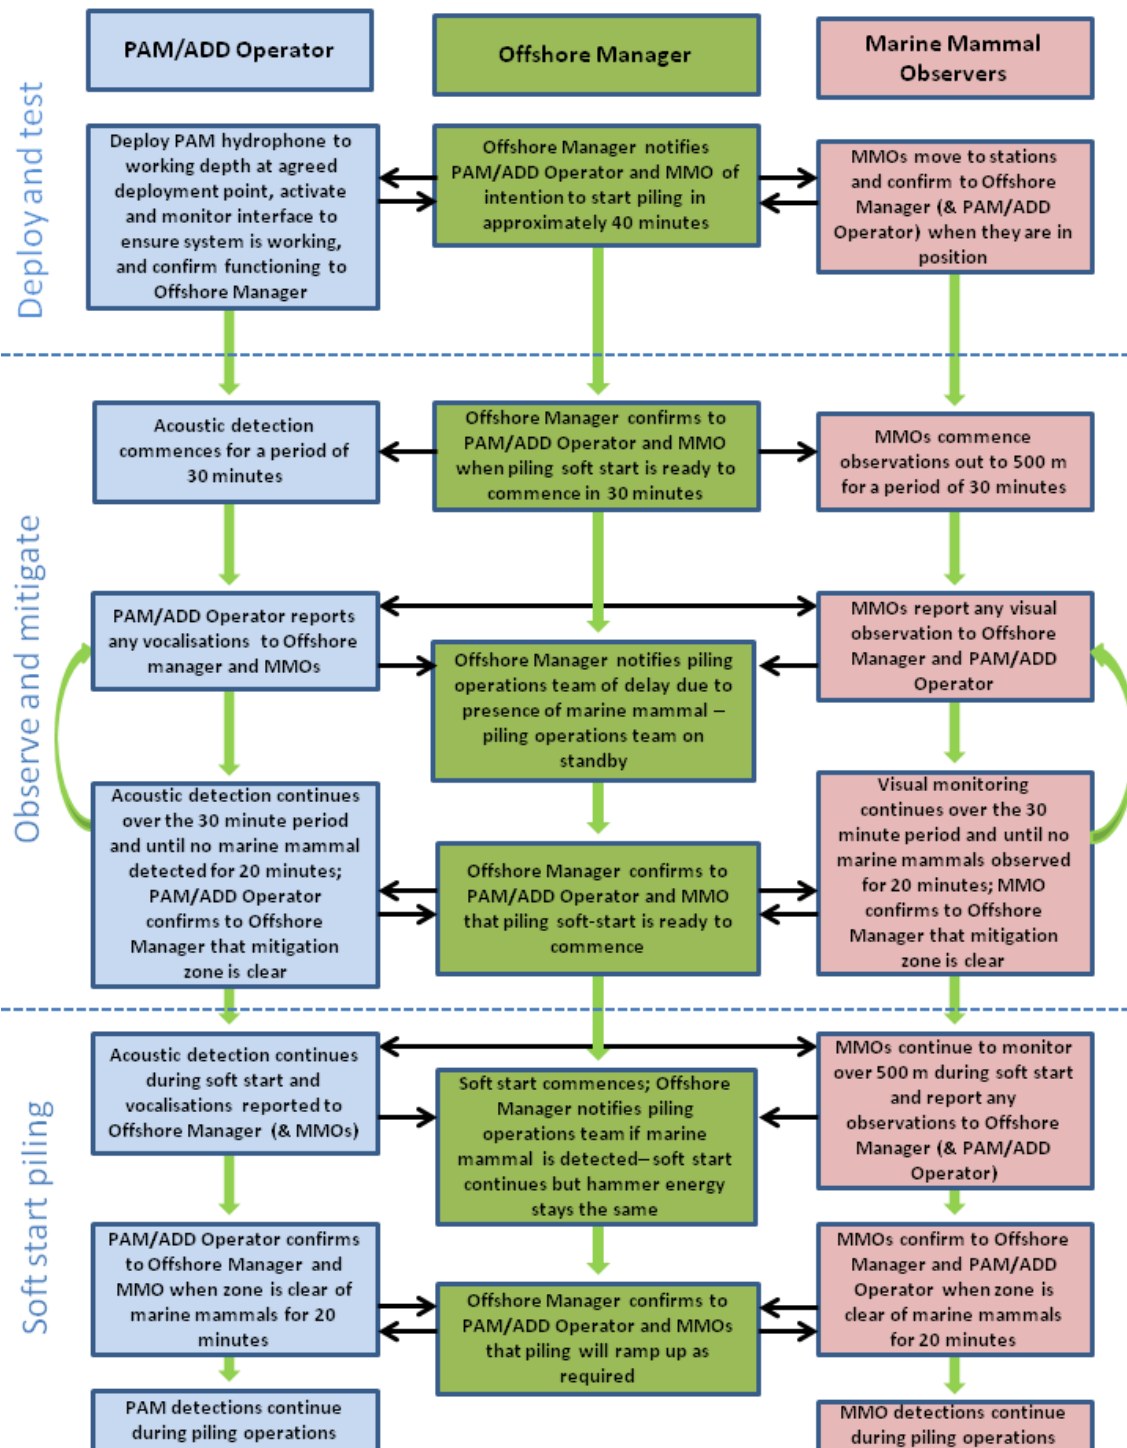 PAM/ADD Operator
Offshore Manager
Marine Mammal
Observers
Deploy and test
Deploy PAM hydrophone to
working depth at agreed
deployment point, activate
and monitor interface to
ensure system is working,
and confirm functioning to
Offshore Manager
Offshore Manager notifies
PAM/ADD Operator and MMO of
intention to start piling in
approximately 40 minutes
MMOs move to stations
and confirm to Offshore
Manager (& PAM/ADD
Operator) when they are in
position
Observe and mitigate
Acoustic detection
commences for a period of
30 minutes
Offshore Manager confirms to
PAM/ADD Operator and MMO
when piling soft start is ready to
commence in 30 minutes
MMOs commence
observations out to 500 m
for a period of 30 minutes
PAM/ADD Operator reports
any vocalisations to Offshore
manager and MMOs
Offshore Manager notifies piling
operations team of delay due to
presence of marine mammal –
piling operations team on
standby
MMOs report any visual
observation to Offshore
Manager and PAM/ADD
Operator
Acoustic detection continues
over the 30 minute period
and until no marine mammal
detected for 20 minutes;
PAM/ADD Operator
confirms to Offshore
Manager that mitigation
zone is clear
Offshore Manager confirms to
PAM/ADD Operator and MMO
that piling soft-start is ready to
commence
Visual monitoring
continues over the 30
minute period and until no
marine mammals observed
for 20 minutes; MMO
confirms to Offshore
Manager that mitigation
zone is clear
Soft start piling
Acoustic detection continues
during soft start and
vocalisations reported to
Offshore Manager (& MMOs)
Soft start commences; Offshore
Manager notifies piling
operations team if marine
mammal is detected– soft start
continues but hammer energy
stays the same
MMOs continue to monitor
over 500 m during soft start
and report any
observations to Offshore
Manager (& PAM/ADD
Operator)
PAM/ADD Operator confirms
to Offshore Manager and
MMO when zone is clear of
marine mammals for 20
minutes
Offshore Manager confirms to
PAM/ADD Operator and MMOs
that piling will ramp up as
required
MMOs confirm to Offshore
Manager and PAM/ADD
Operator when zone is
clear of marine mammals
for 20 minutes
PAM detections continue
during piling operations
MMO detections continue
during piling operations